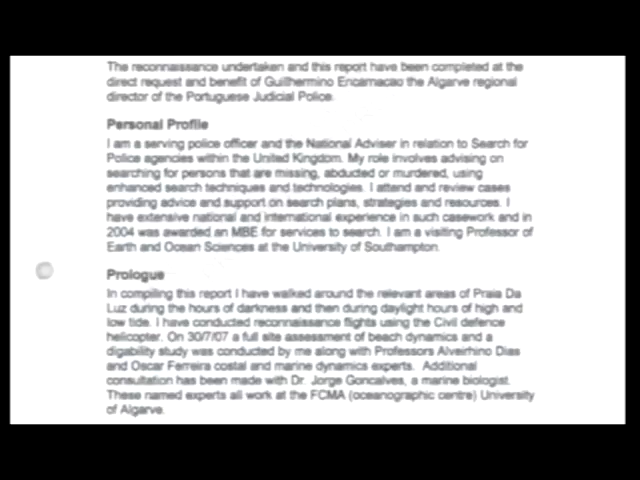 The reconnaissance undertaken and this report have been completed at the
direct request and benefit of Guilhermino Encarnacao the Algarve regional
director of the Portuguese Judicial Police.
Personal Profile
I am a serving police officer and the National Adviser in relation to Search for
Police agencies within the United Kingdom. My role involves advising on
searching for persons that are missing, abducted or murdered, using
enhanced search techniques and technologies. I attend and review cases
providing advice and support on search plans, strategies and resources. I
have extensive national and international experience in such casework and in
2004 was awarded an MBE for services to search. I am a visiting Professor of
Earth and Ocean Sciences at the University of Southampton.
Prologue
In compiling this report I have walked around the relevant areas of Praia Da
Luz during the hours of darkness and then during daylight hours of high and
low tide. I have conducted reconnaissance flights using the Civil defence
helicopter. On 30/7/07 a full site assessment of beach dynamics and a
digability study was conducted by me along with Professors Alveirinho Dias
and Oscar Ferreira costal and marine dynamics experts. Additional
consultation has been made with Dr. Jorge Goncalves, a marine biologist.
These named experts all work at the FCMA (oceanographic centre) University
of Algarve.